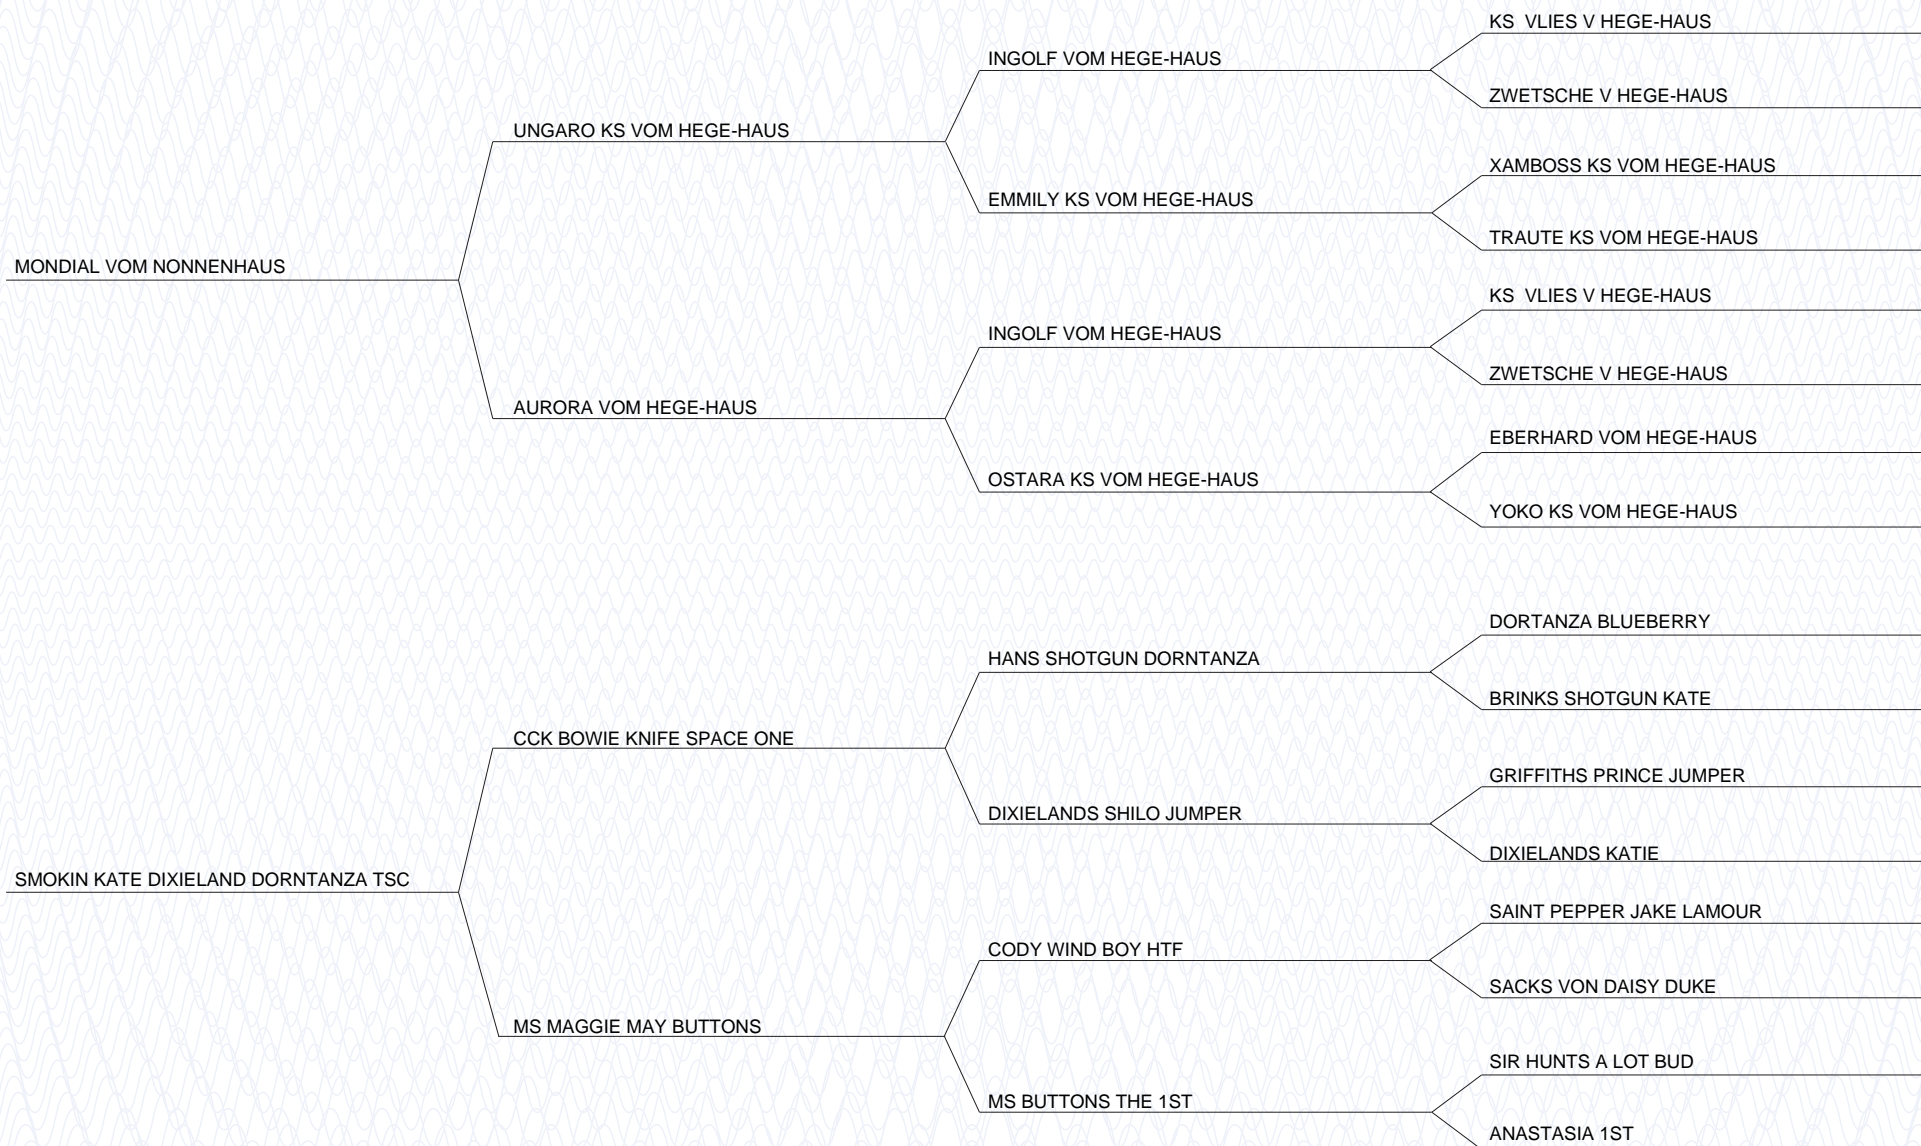 KS  VLIES V HEGE-HAUS
INGOLF VOM HEGE-HAUS
ZWETSCHE V HEGE-HAUS
UNGARO KS VOM HEGE-HAUS
XAMBOSS KS VOM HEGE-HAUS
EMMILY KS VOM HEGE-HAUS
TRAUTE KS VOM HEGE-HAUS
MONDIAL VOM NONNENHAUS
KS  VLIES V HEGE-HAUS
INGOLF VOM HEGE-HAUS
ZWETSCHE V HEGE-HAUS
AURORA VOM HEGE-HAUS
EBERHARD VOM HEGE-HAUS
OSTARA KS VOM HEGE-HAUS
YOKO KS VOM HEGE-HAUS
DORTANZA BLUEBERRY
HANS SHOTGUN DORNTANZA
BRINKS SHOTGUN KATE
CCK BOWIE KNIFE SPACE ONE
GRIFFITHS PRINCE JUMPER
DIXIELANDS SHILO JUMPER
DIXIELANDS KATIE
SMOKIN KATE DIXIELAND DORNTANZA TSC
SAINT PEPPER JAKE LAMOUR
CODY WIND BOY HTF
SACKS VON DAISY DUKE
MS MAGGIE MAY BUTTONS
SIR HUNTS A LOT BUD
MS BUTTONS THE 1ST
ANASTASIA 1ST